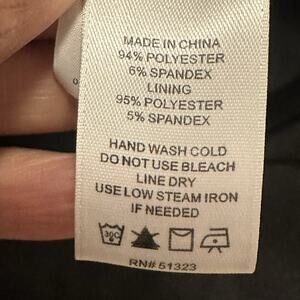 MADE IN CHINA
94% POLYESTER
6% SPANDEX
LINING
95% POLYESTER
5% SPANDEX
HAND WASH COLD
DO NOT USE BLEACH
LINE DRY
USE LOW STEAM IRON
IF NEEDED
30C
RN# 51323